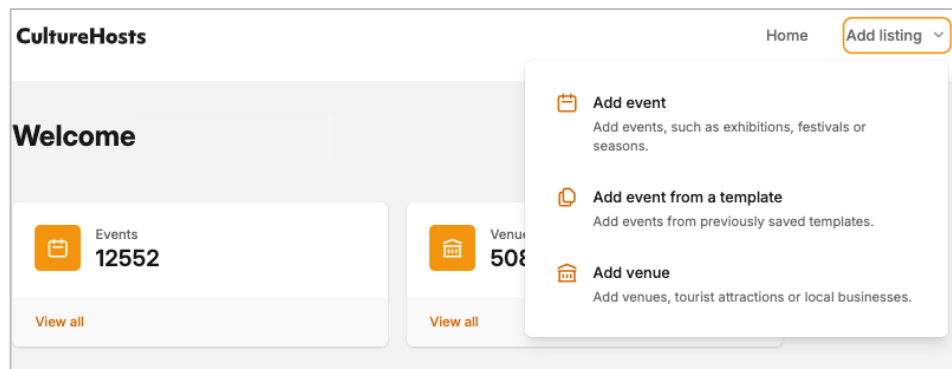 CultureHosts
Home
Add listing
Welcome
Add event
Add events, such as exhibitions, festivals or
seasons.
Add event from a template
Add events from previously saved templates.
Add venue
Add venues, tourist attractions or local businesses.
Events
12552
View all
View all